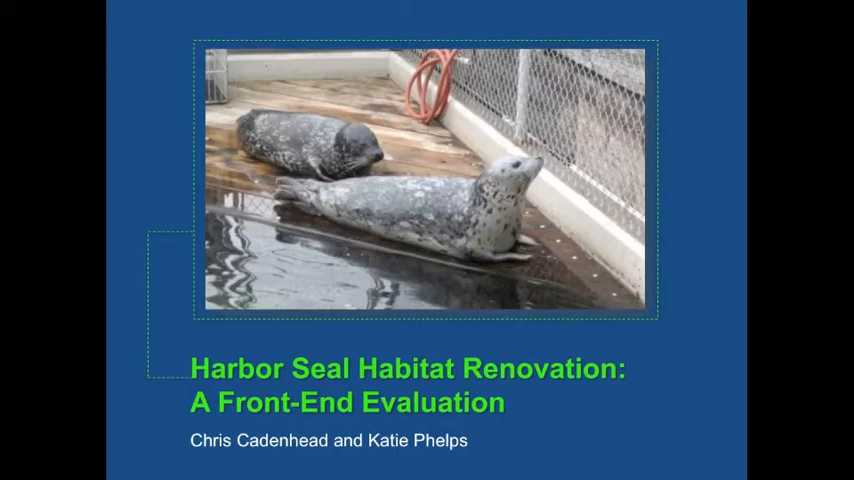 Harbor Seal Habitat Renovation:
A Front-End Evaluation
Chris Cadenhead and Katie Phelps